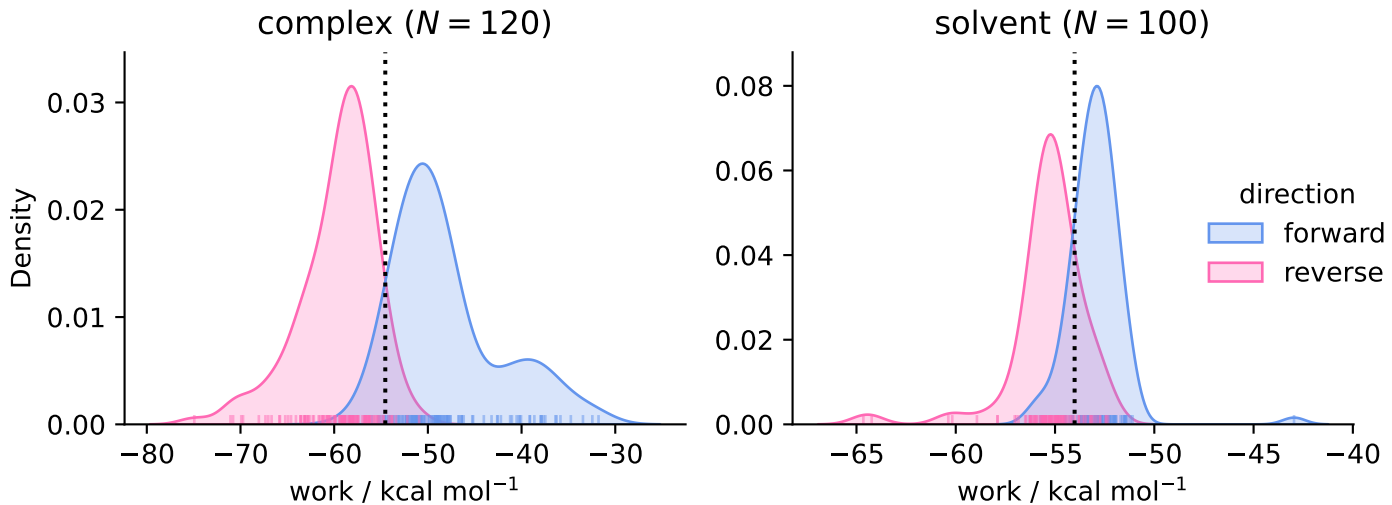 complex (N = 120)
Density
0.03
0.02
0.01
0.00
−80 −70 −60 −50 −40 −30
work / kcal mol⁻¹
solvent (N = 100)
0.08
0.06
0.04
0.02
0.00
−65 −60 −55 −50 −45 −40
work / kcal mol⁻¹
direction
forward
reverse